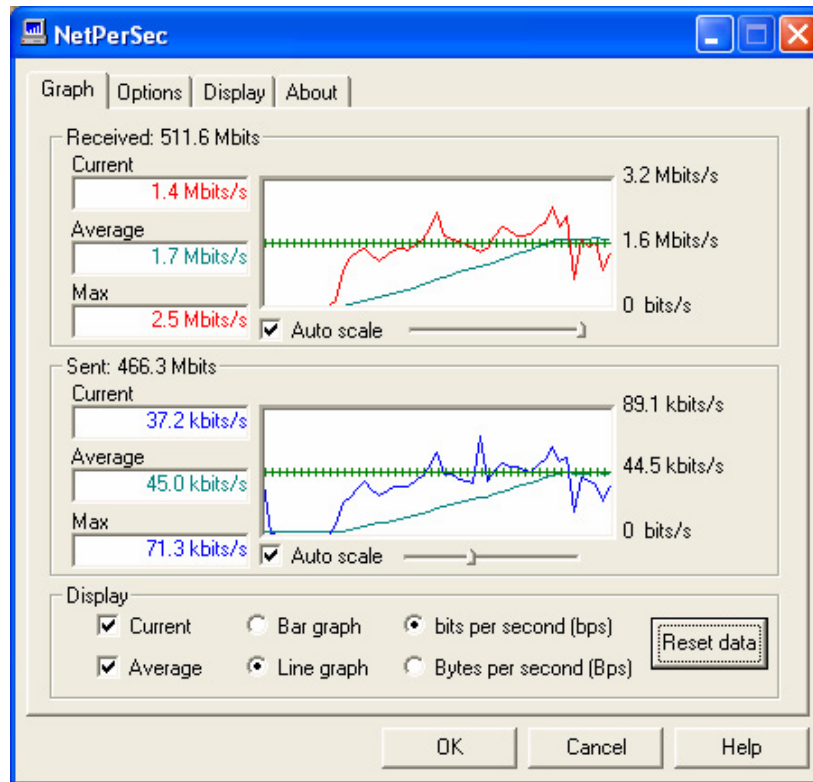 NetPerSec
Graph Options Display About
Received: 511.6 Mbits
Current
1.4 Mbits/s
Average
1.7 Mbits/s
Max
2.5 Mbits/s
3.2 Mbits/s
1.6 Mbits/s
0 bits/s
Auto scale
Sent: 466.3 Mbits
Current
37.2 kbits/s
Average
45.0 kbits/s
Max
71.3 kbits/s
89.1 kbits/s
44.5 kbits/s
0 bits/s
Auto scale
Display
Current Bar graph bits per second (bps)
Average Line graph Bytes per second (Bps)
Reset data
OK Cancel Help